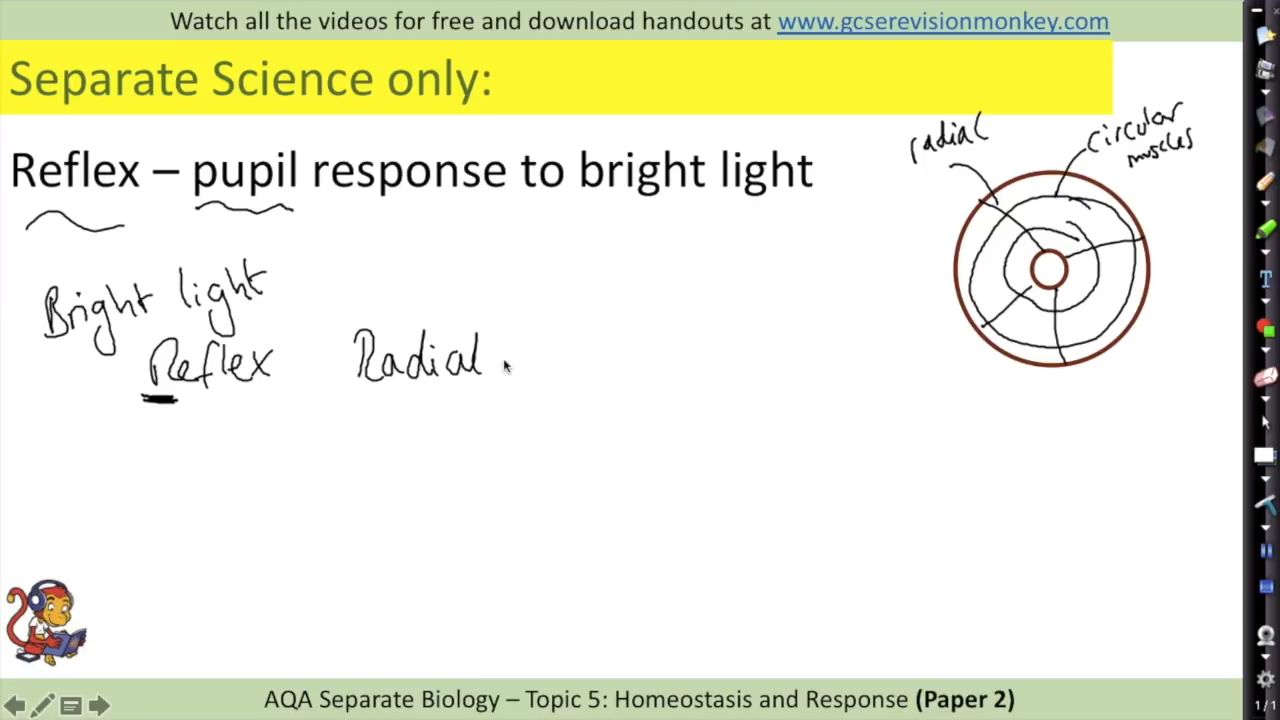 Watch all the videos for free and download handouts at www.gcserevisionmonkey.com
Separate Science only:
radial
circular
muscles
Reflex – pupil response to bright light
Bright light
Reflex Radial
AQA Separate Biology – Topic 5: Homeostasis and Response (Paper 2)
T
1/1